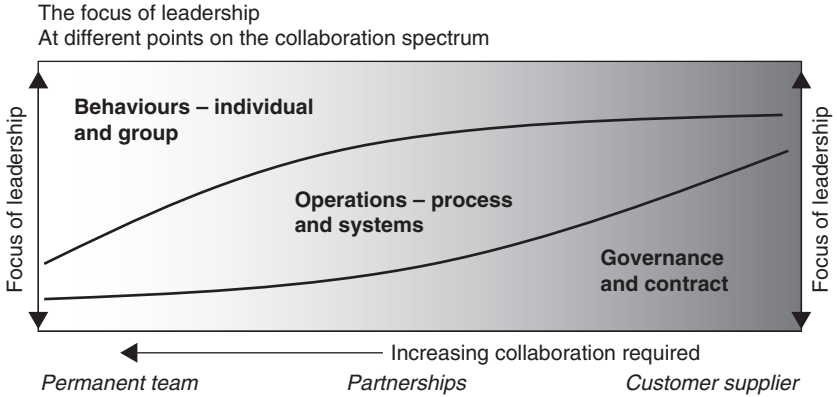 The focus of leadership
At different points on the collaboration spectrum
Focus of leadership
Behaviours – individual
and group
Operations – process
and systems
Governance
and contract
Focus of leadership
Increasing collaboration required
Permanent team
Partnerships
Customer supplier